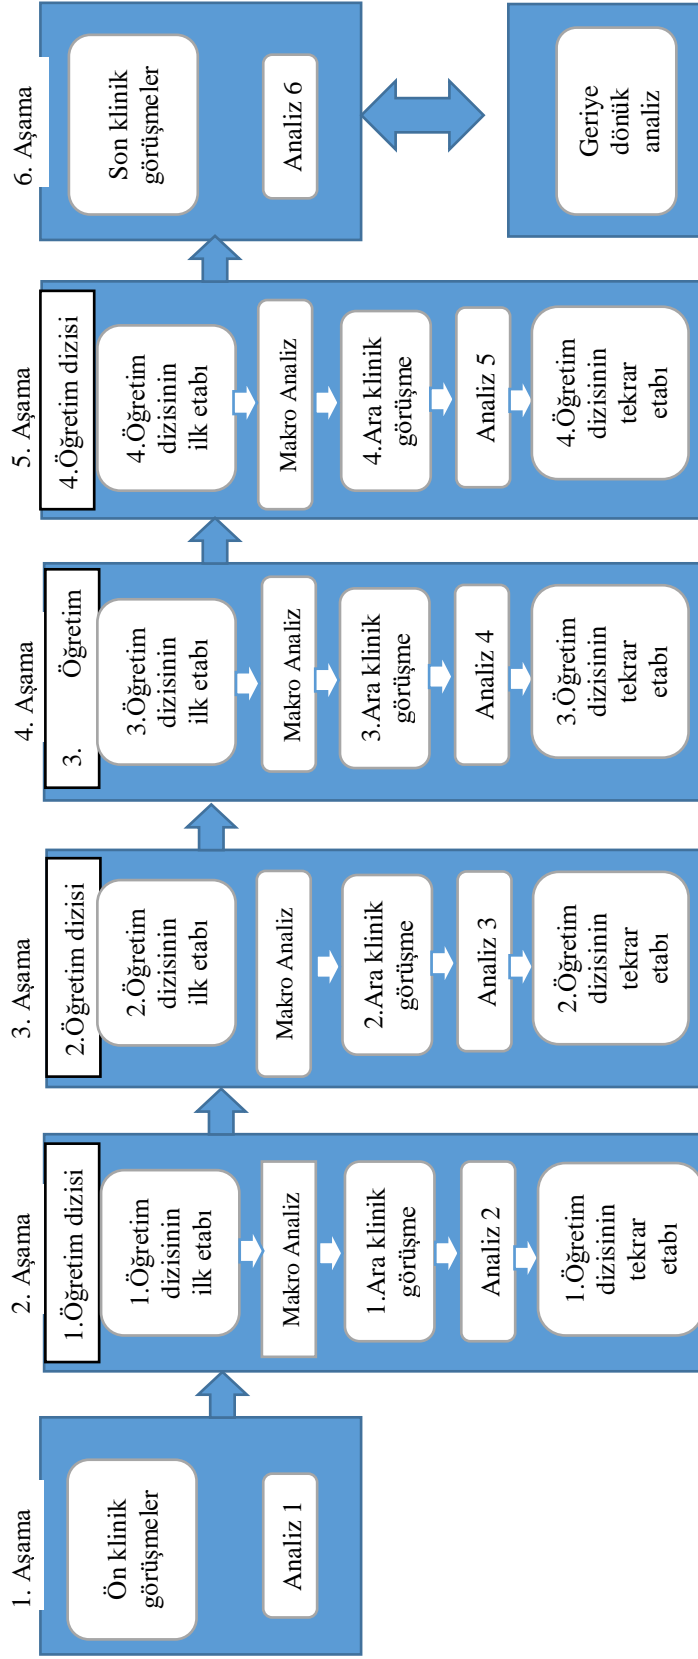 1. Aşama
Ön klinik
görüşmeler
Analiz 1
2. Aşama
1.Öğretim dizisi
1.Öğretim
dizisinin
ilk etabı
Makro Analiz
1.Ara klinik
görüşme
Analiz 2
1.Öğretim
dizisinin
tekrar
etabı
3. Aşama
2.Öğretim dizisi
2.Öğretim
dizisinin
ilk etabı
Makro Analiz
2.Ara klinik
görüşme
Analiz 3
2.Öğretim
dizisinin
tekrar
etabı
4. Aşama
3. Öğretim
3.Öğretim
dizisinin
ilk etabı
Makro Analiz
3.Ara klinik
görüşme
Analiz 4
3.Öğretim
dizisinin
tekrar
etabı
5. Aşama
4.Öğretim dizisi
4.Öğretim
dizisinin
ilk etabı
Makro Analiz
4.Ara klinik
görüşme
Analiz 5
4.Öğretim
dizisinin
tekrar
etabı
6. Aşama
Son klinik
görüşmeler
Analiz 6
Geriye
dönük
analiz